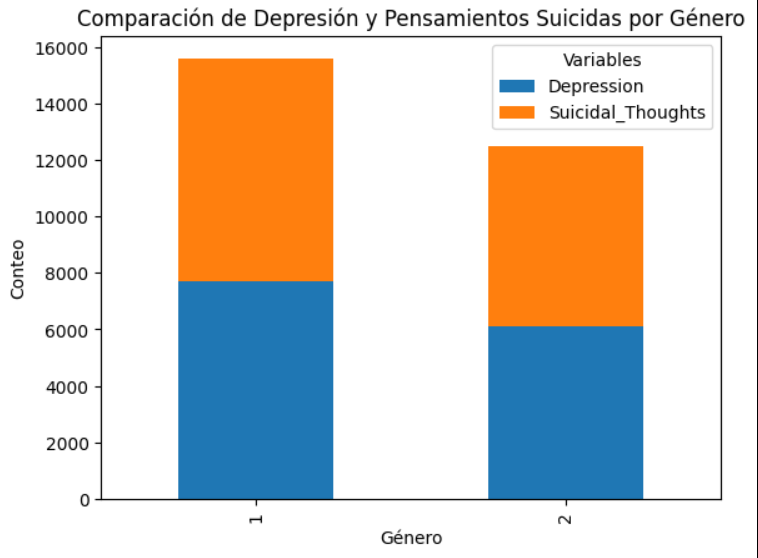 Comparación de Depresión y Pensamientos Suicidas por Género
Variables
Depression
Suicidal_Thoughts
16000
14000
12000
10000
8000
6000
4000
2000
0
Conteo
1
2
Género